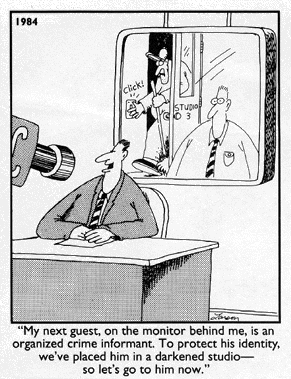 1984
Click!
STUDIO
3
Larson
"My next guest, on the monitor behind me, is an
organized crime informant. To protect his identity,
we've placed him in a darkened studio—
so let's go to him now."